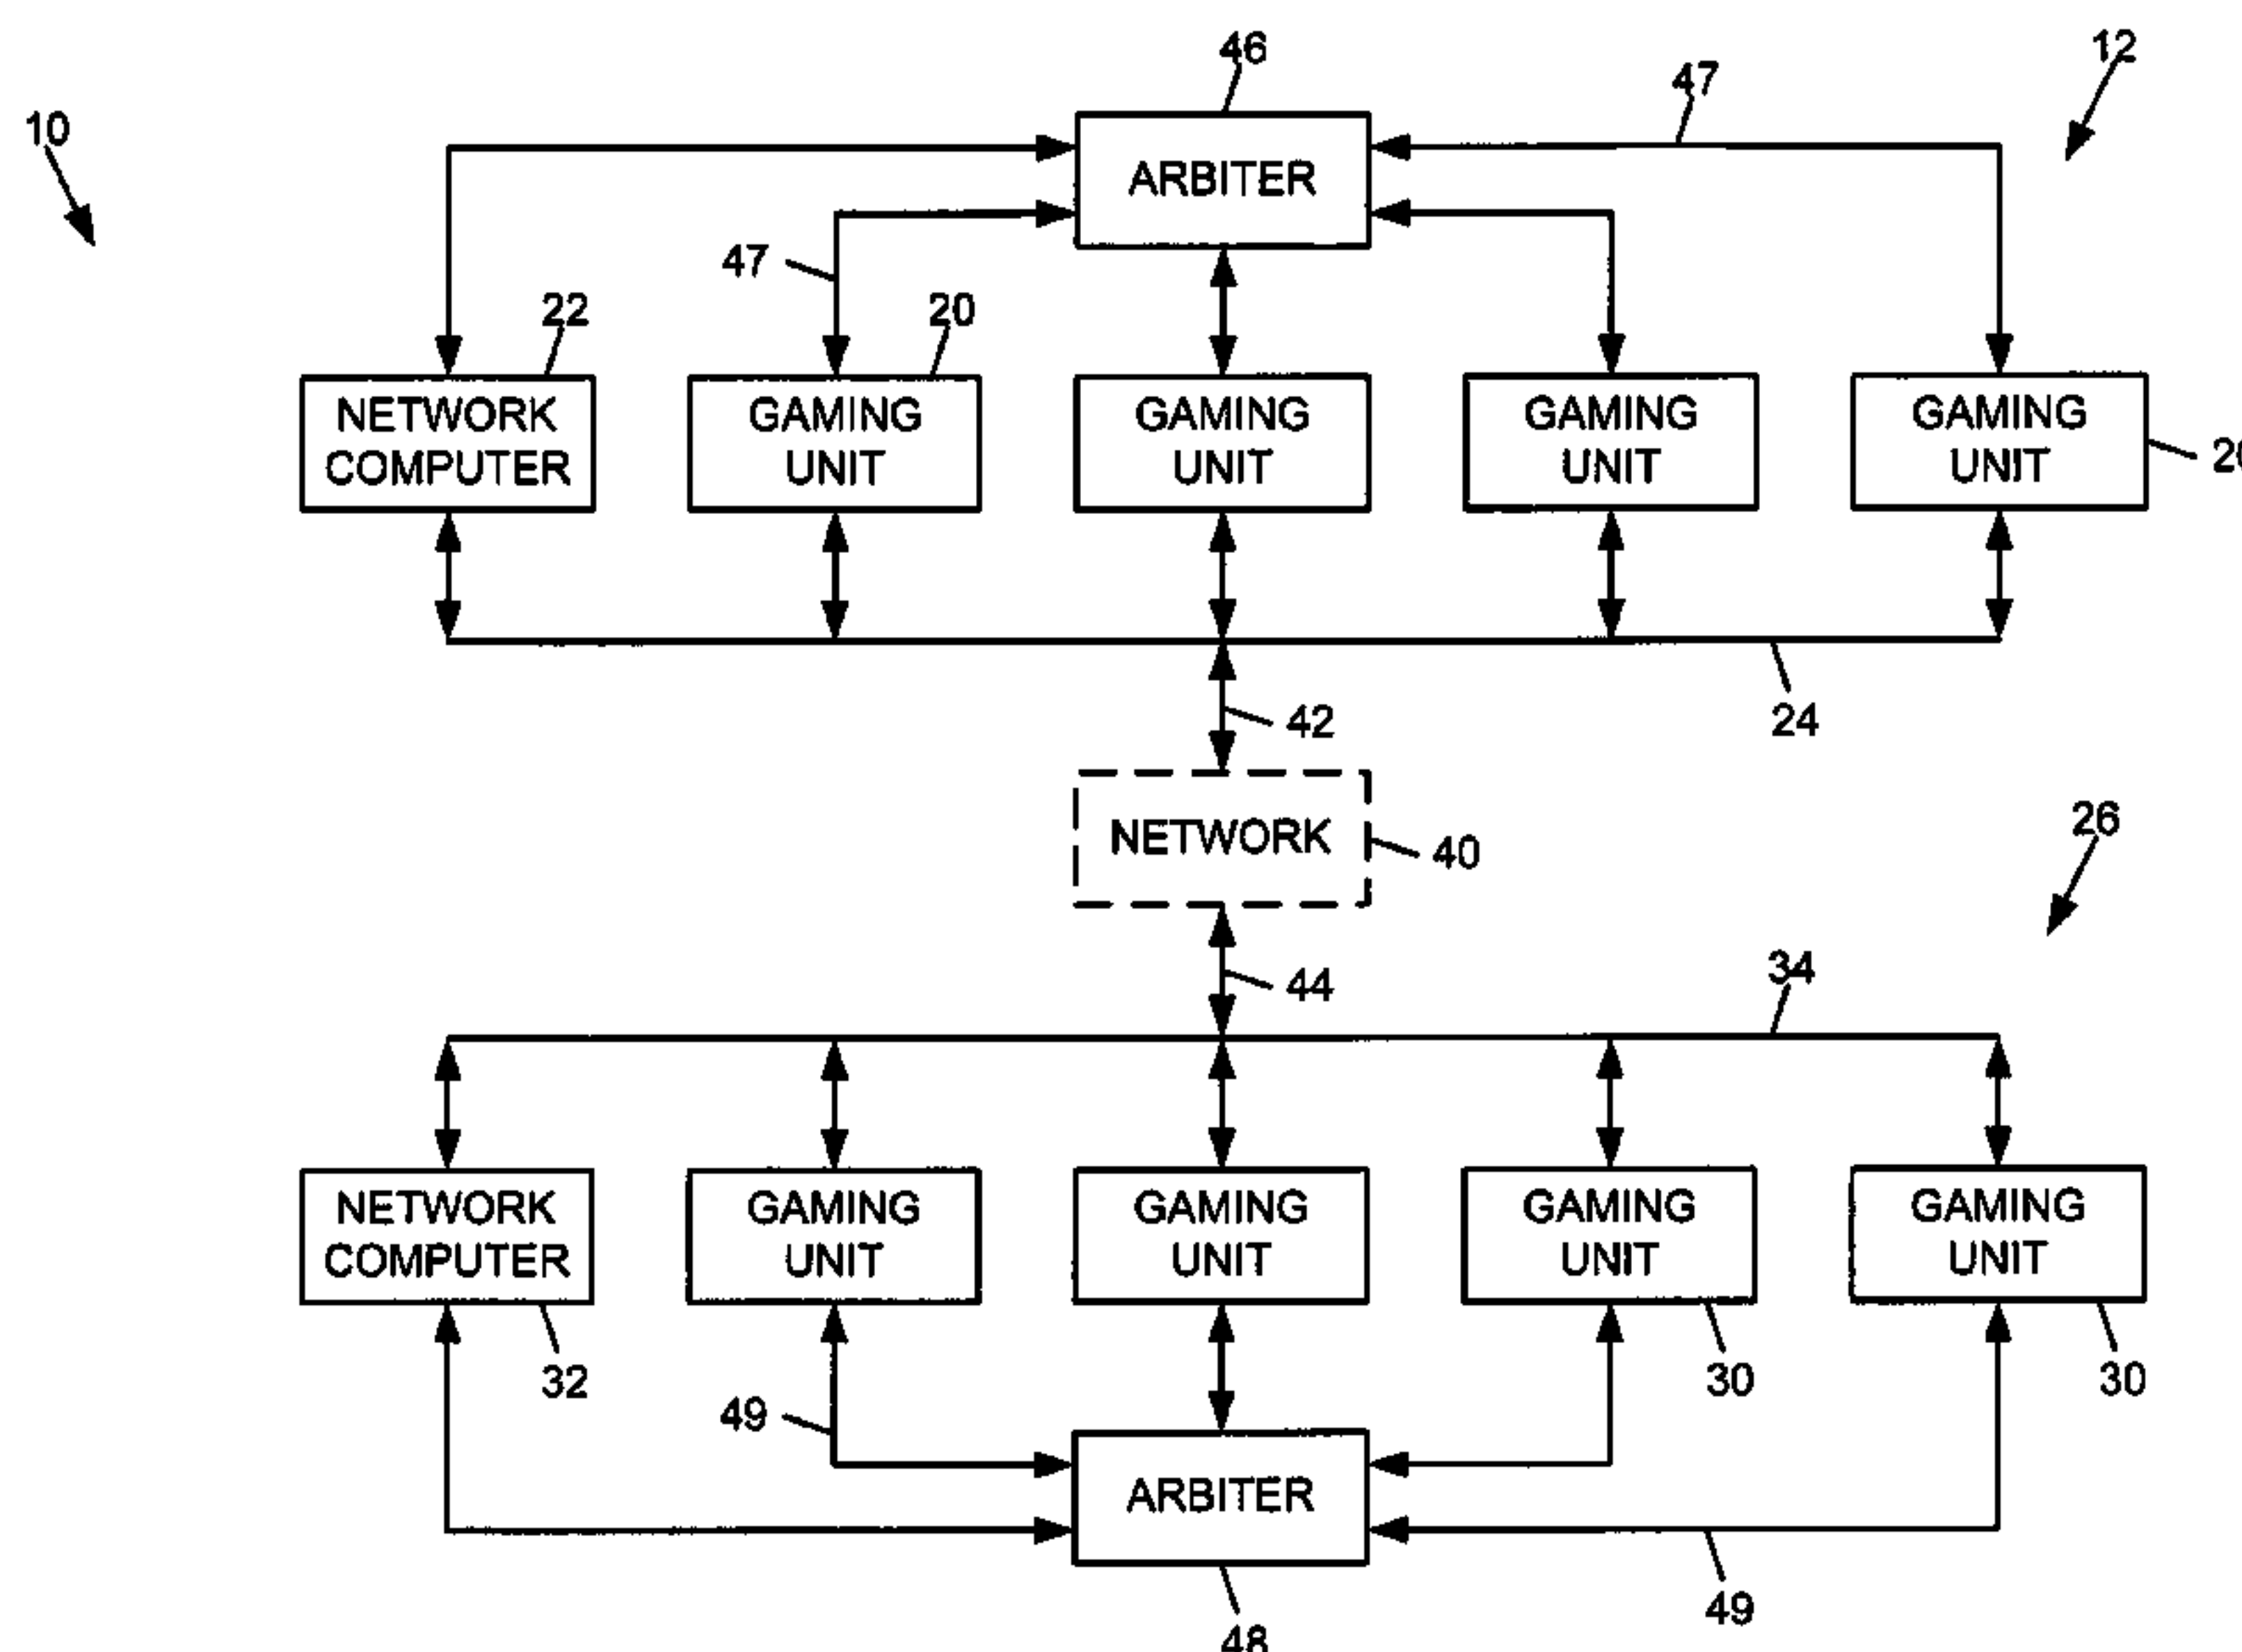 46
12
47
10
ARBITER
47
22
20
NETWORK
COMPUTER
GAMING
UNIT
GAMING
UNIT
GAMING
UNIT
GAMING
UNIT
20
42
24
NETWORK
40
26
44
34
NETWORK
COMPUTER
GAMING
UNIT
GAMING
UNIT
GAMING
UNIT
GAMING
UNIT
32
30
30
49
ARBITER
49
48